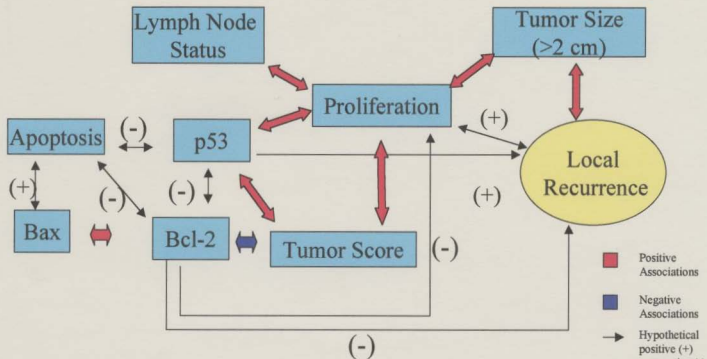 Lymph Node
Status
Tumor Size
(>2 cm)
Proliferation
Apoptosis
(-)
p53
(+)
Local
Recurrence
(+)
(-)
(-)
(+)
Bax
Bcl-2
Tumor Score
(-)
Positive
Associations
Negative
Associations
Hypothetical
positive (+)
(-)